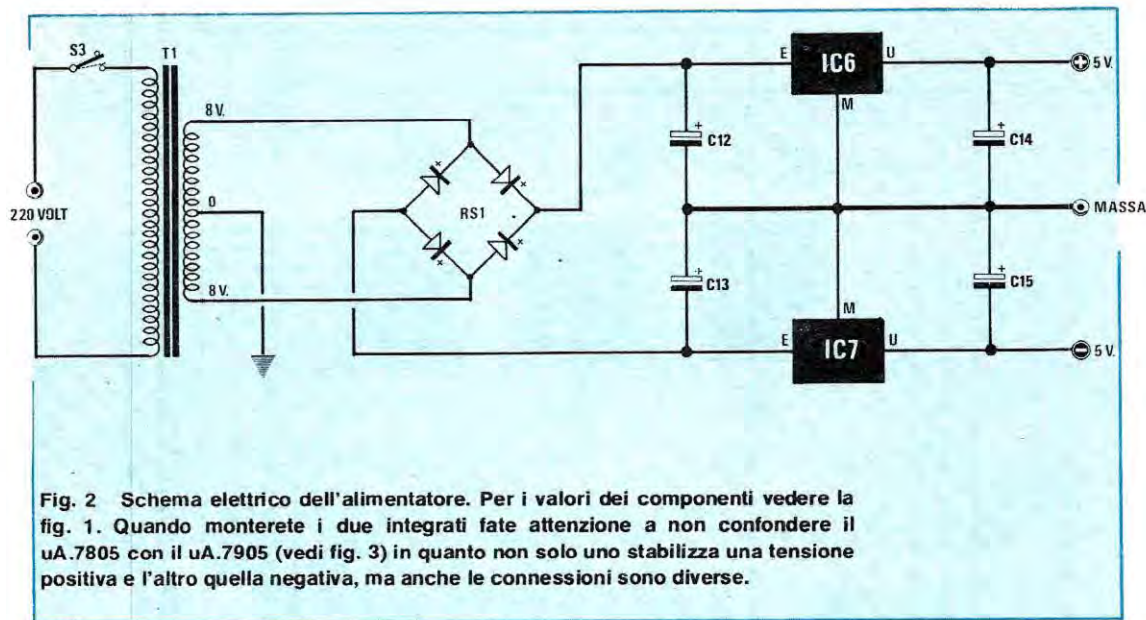 S3
T1
8 V.
E
IC6
U
5 V.
M
C12
C14
0
RS1
220 VOLT
MASSA
C13
C15
M
8 V.
E
IC7
U
5 V.
Fig. 2 Schema elettrico dell'alimentatore. Per i valori dei componenti vedere la
fig. 1. Quando monterete i due integrati fate attenzione a non confondere il
uA.7805 con il uA.7905 (vedi fig. 3) in quanto non solo uno stabilizza una tensione
positiva e l'altro quella negativa, ma anche le connessioni sono diverse.